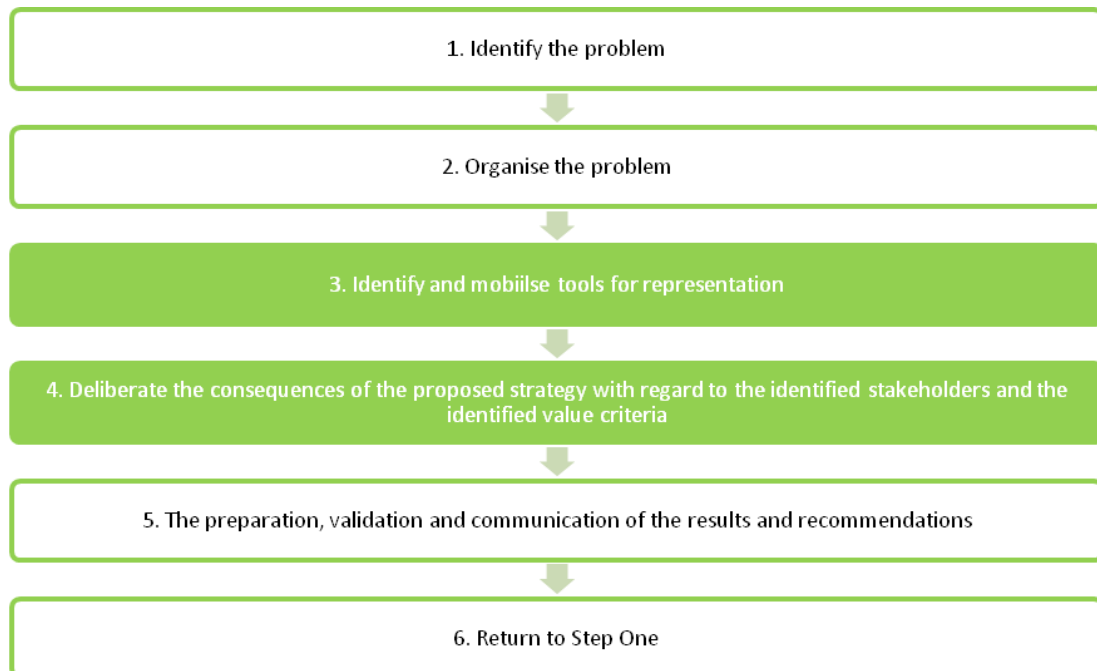 1. Identify the problem
2. Organise the problem
3. Identify and mobiilse tools for representation
4. Deliberate the consequences of the proposed strategy with regard to the identified stakeholders and the
identified value criteria
5. The preparation, validation and communication of the results and recommendations
6. Return to Step One